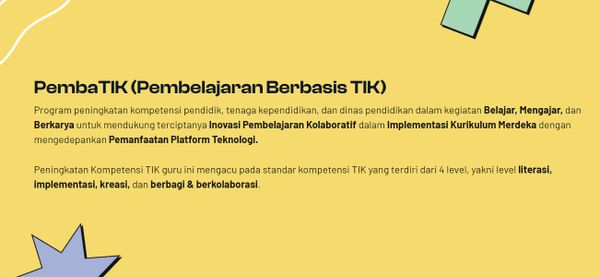 PembaTIK (Pembelajaran Berbasis TIK)
Program peningkatan kompetensi pendidik, tenaga kependidikan, dan dinas pendidikan dalam kegiatan Belajar, Mengajar, dan
Berkarya untuk mendukung terciptanya Inovasi Pembelajaran Kolaboratif dalam Implementasi Kurikulum Merdeka dengan
mengedepankan Pemanfaatan Platform Teknologi.
Peningkatan Kompetensi TIK guru ini mengacu pada standar kompetensi TIK yang terdiri dari 4 level, yakni level literasi,
implementasi, kreasi, dan berbagi & berkolaborasi.